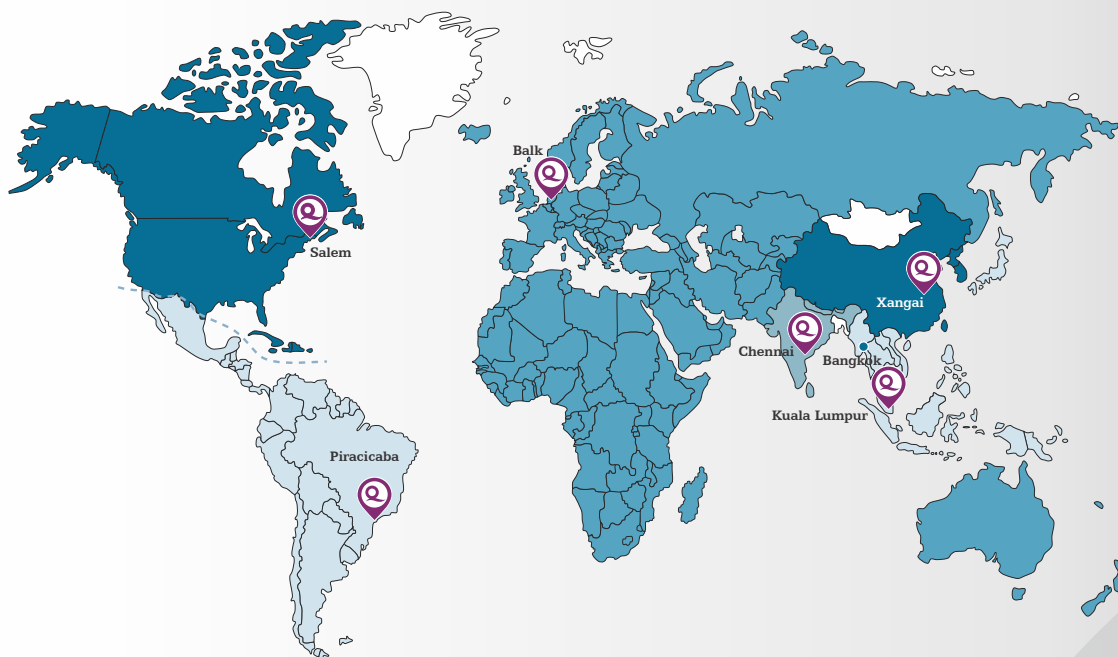 Balk
Salem
Xangai
Chennai
Bangkok
Kuala Lumpur
Piracicaba